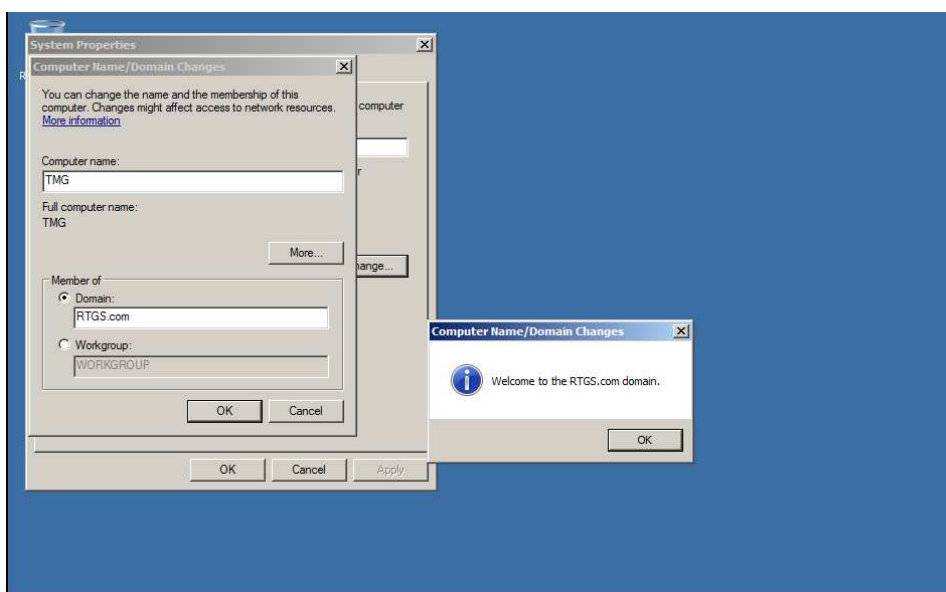 System Properties
Computer Name/Domain Changes
You can change the name and the membership of this
computer. Changes might affect access to network resources.
More information
computer
Computer name:
TMG
r
Full computer name:
TMG
More...
hange...
Member of
Domain:
RTGS.com
Workgroup:
WORKGROUP
OK Cancel
OK Cancel Apply
Computer Name/Domain Changes
Welcome to the RTGS.com domain.
OK
R